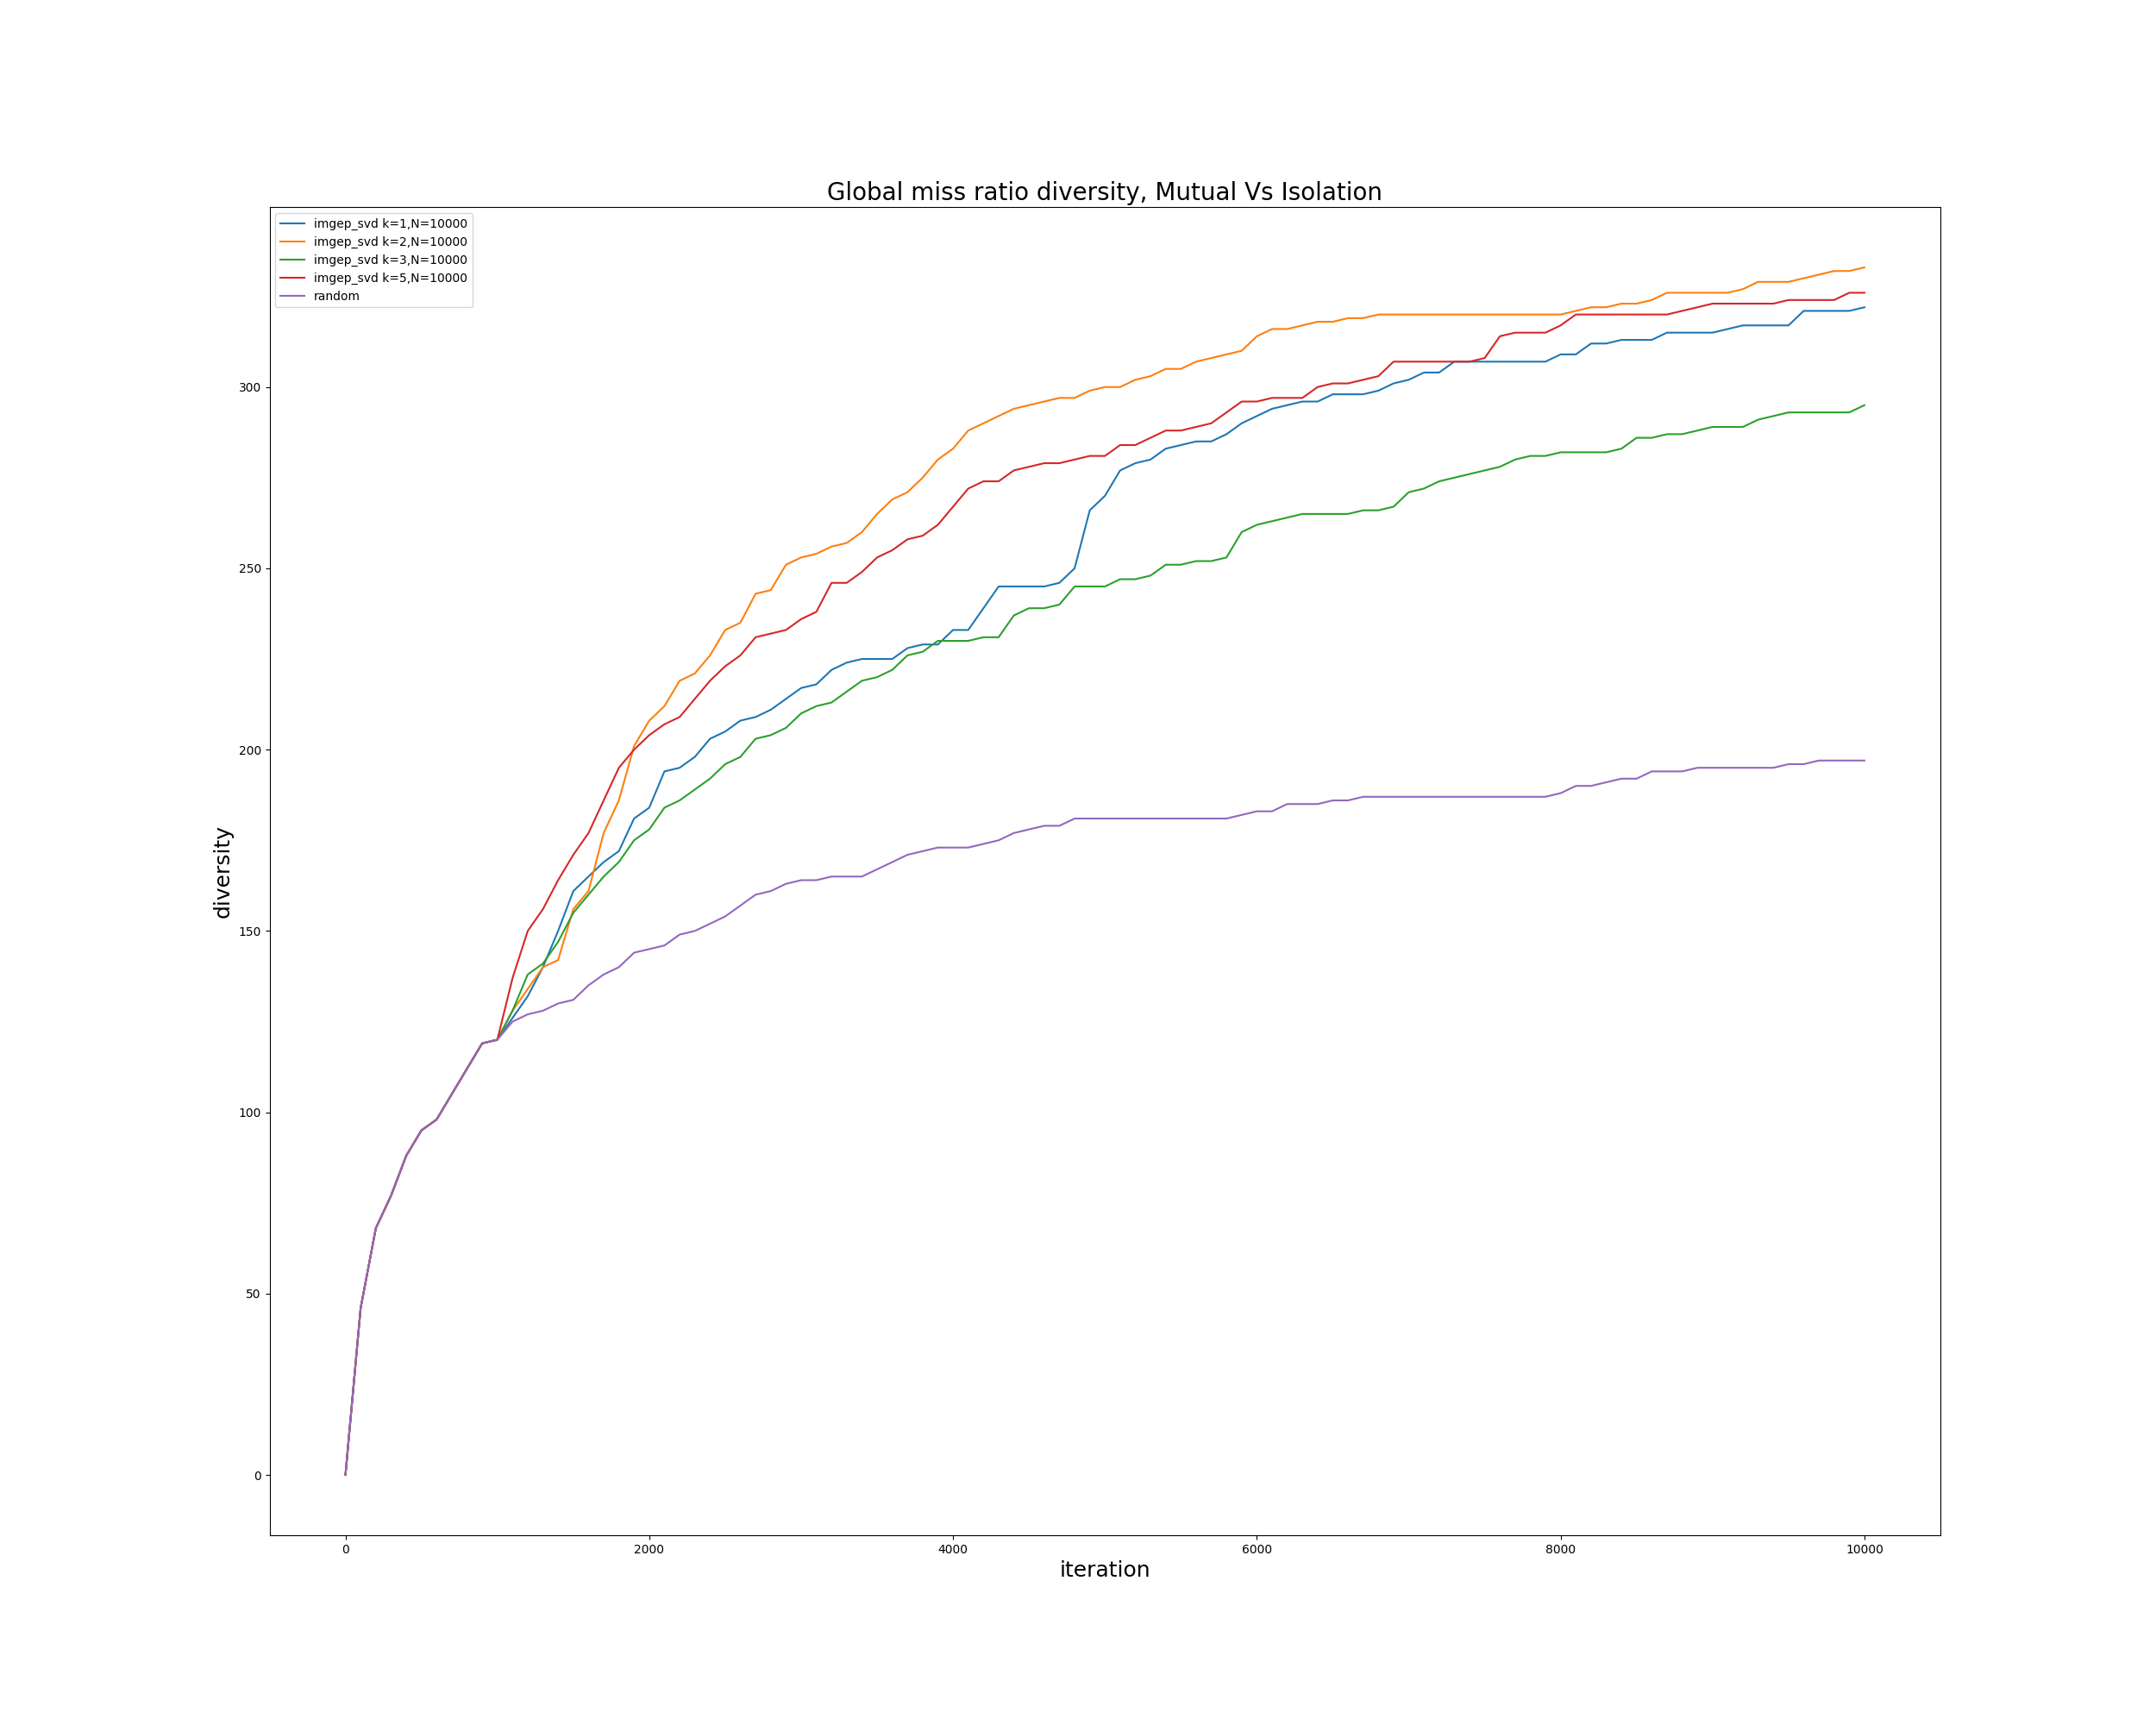 Global miss ratio diversity, Mutual Vs Isolation
imgep_svd k=1,N=10000
imgep_svd k=2,N=10000
imgep_svd k=3,N=10000
imgep_svd k=5,N=10000
random
diversity
300
250
200
150
100
50
0
0 2000 4000 6000 8000 10000
iteration